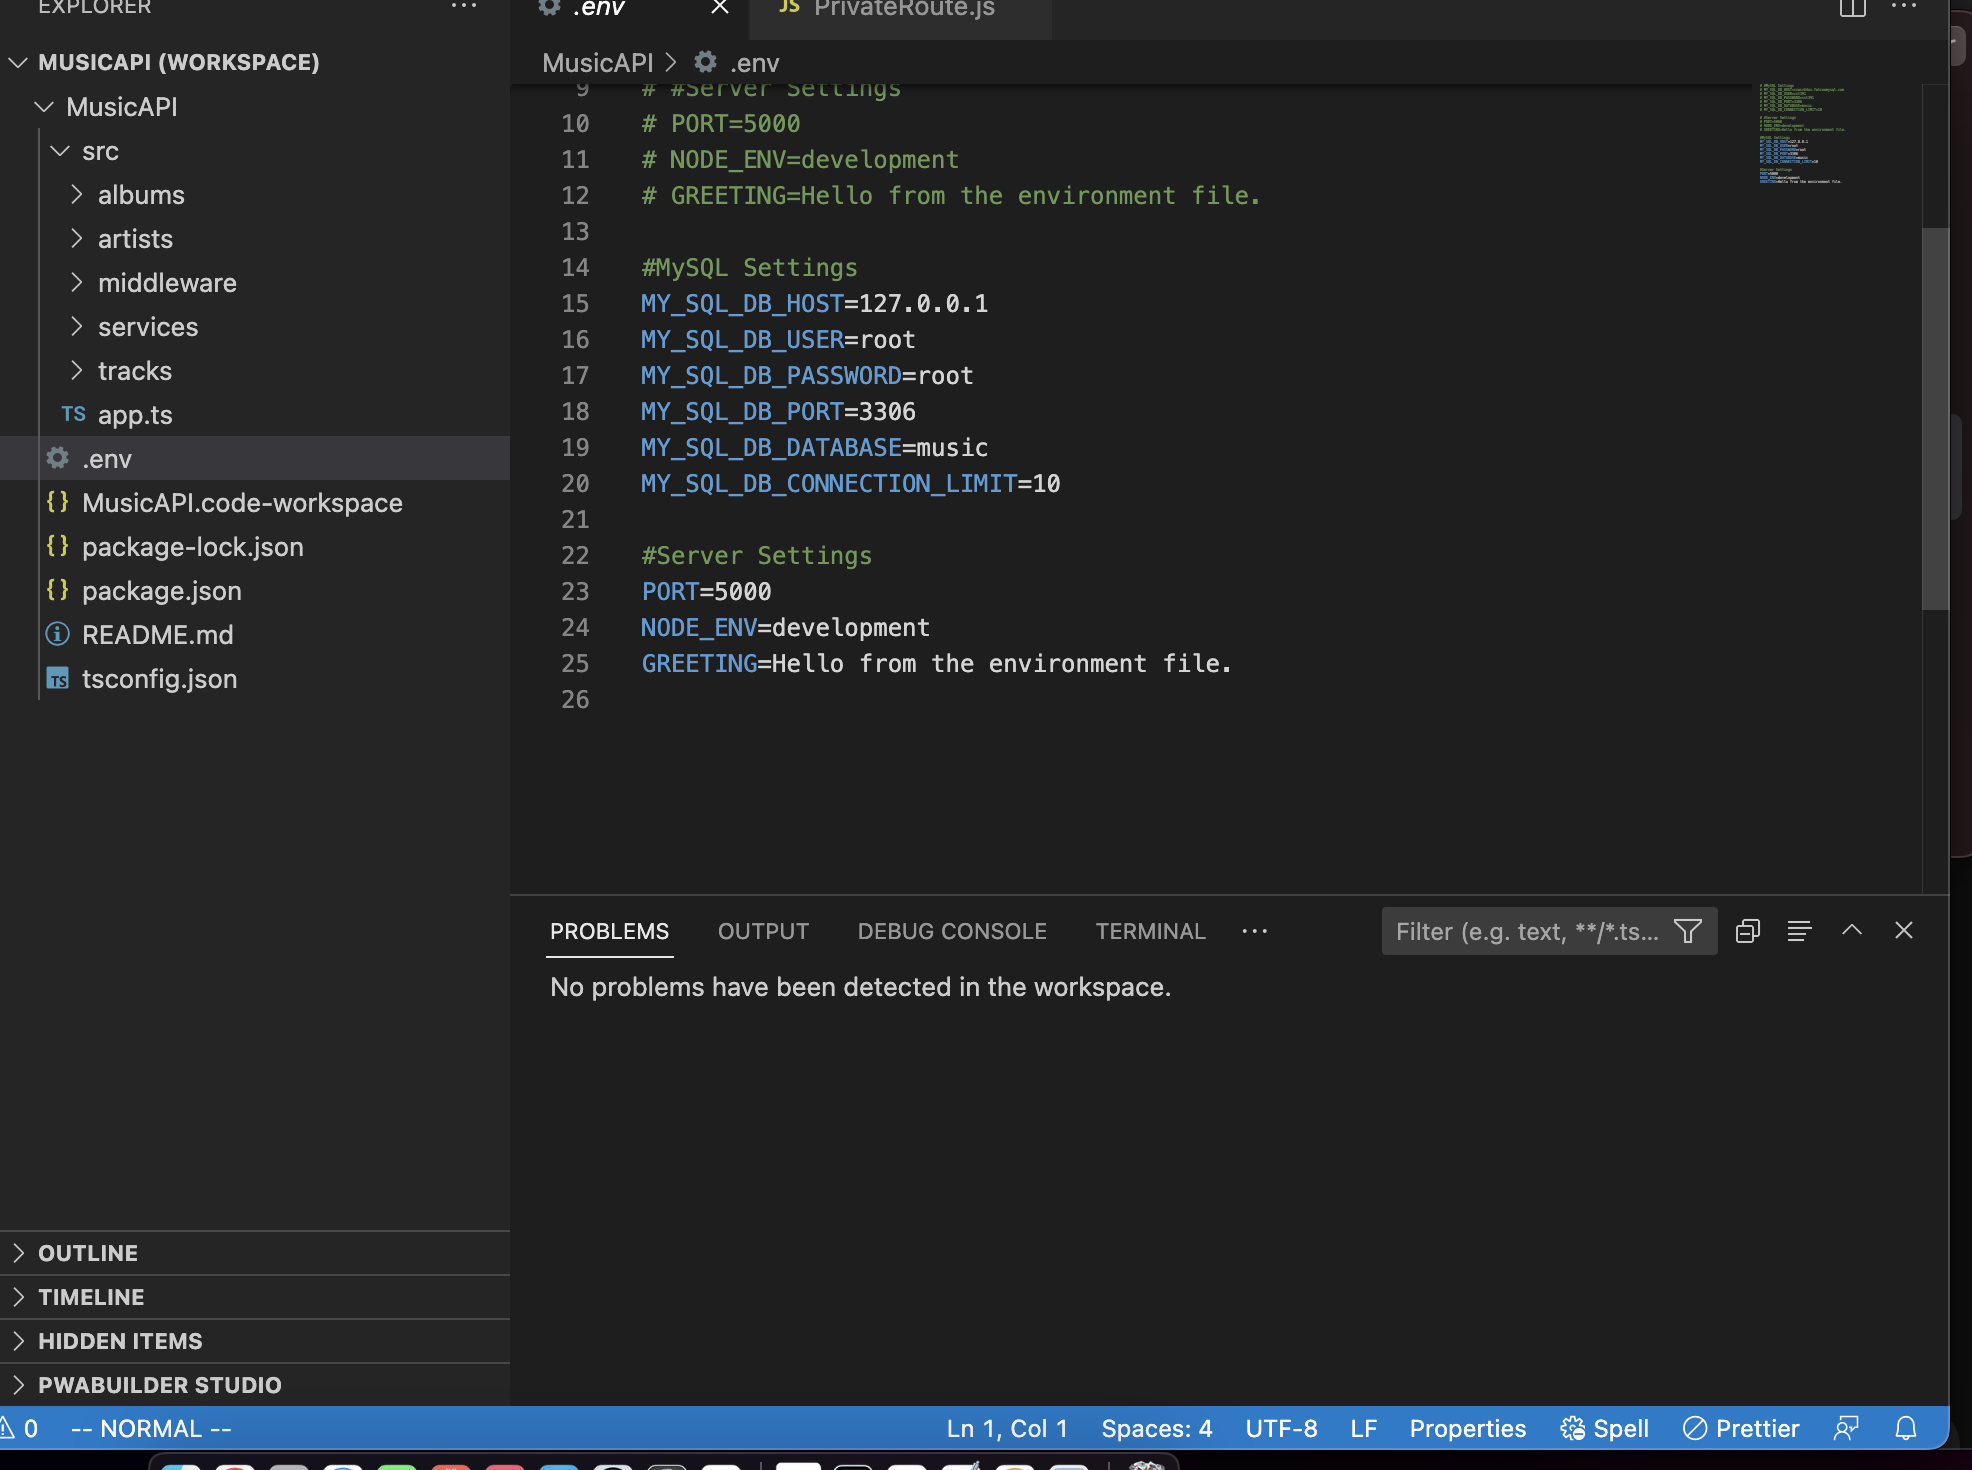 EXPLORER
MUSICAPI (WORKSPACE)
MusicAPI
src
albums
artists
middleware
services
tracks
TS app.ts
.env
{} MusicAPI.code-workspace
{} package-lock.json
{} package.json
README.md
TS tsconfig.json
OUTLINE
TIMELINE
HIDDEN ITEMS
PWABUILDER STUDIO
.env
JS PrivateRoute.js
MusicAPI > .env
9 # #Server Settings
10 # PORT=5000
11 # NODE_ENV=development
12 # GREETING=Hello from the environment file.
13
14 #MySQL Settings
15 MY_SQL_DB_HOST=127.0.0.1
16 MY_SQL_DB_USER=root
17 MY_SQL_DB_PASSWORD=root
18 MY_SQL_DB_PORT=3306
19 MY_SQL_DB_DATABASE=music
20 MY_SQL_DB_CONNECTION_LIMIT=10
21
22 #Server Settings
23 PORT=5000
24 NODE_ENV=development
25 GREETING=Hello from the environment file.
26
PROBLEMS OUTPUT DEBUG CONSOLE TERMINAL ··· Filter (e.g. text, **/*.ts...
No problems have been detected in the workspace.
0 -- NORMAL -- Ln 1, Col 1 Spaces: 4 UTF-8 LF Properties Spell Prettier